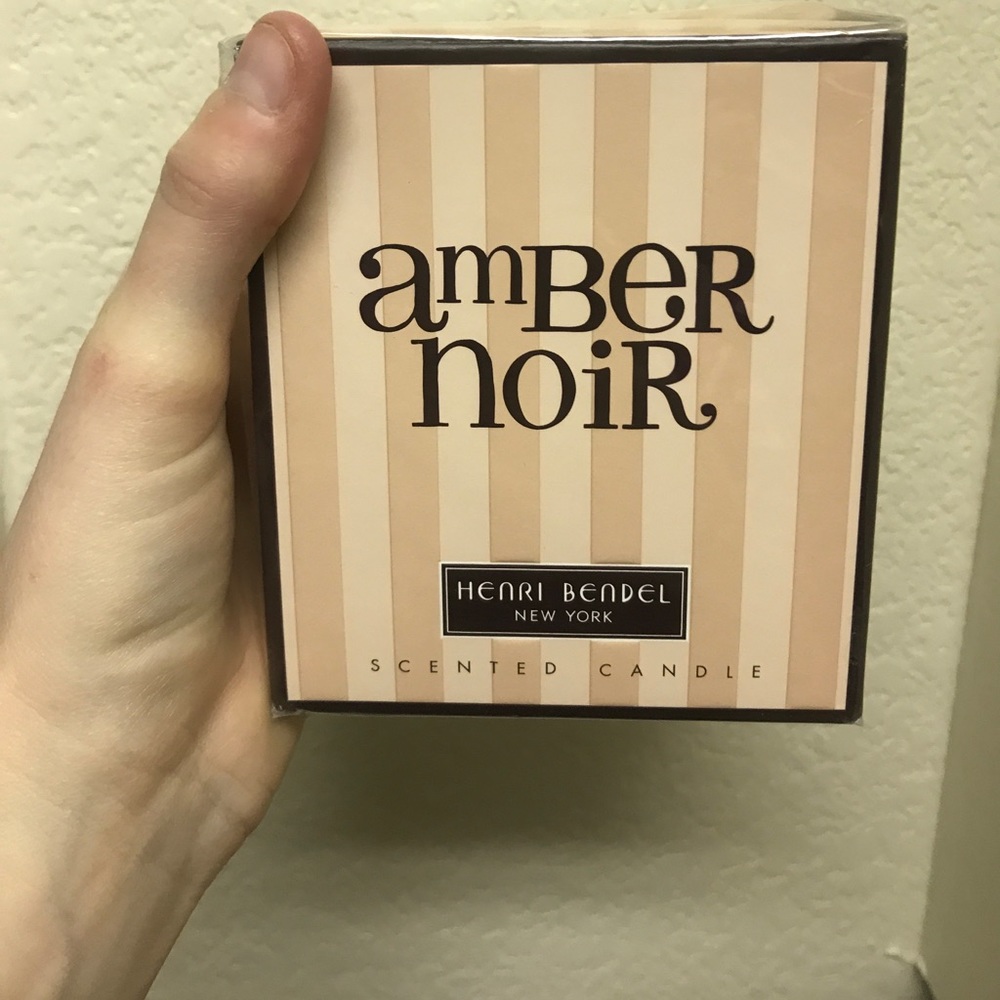 amBeR
noiR
HENRI BENDEL
NEW YORK
SCENTED CANDLE